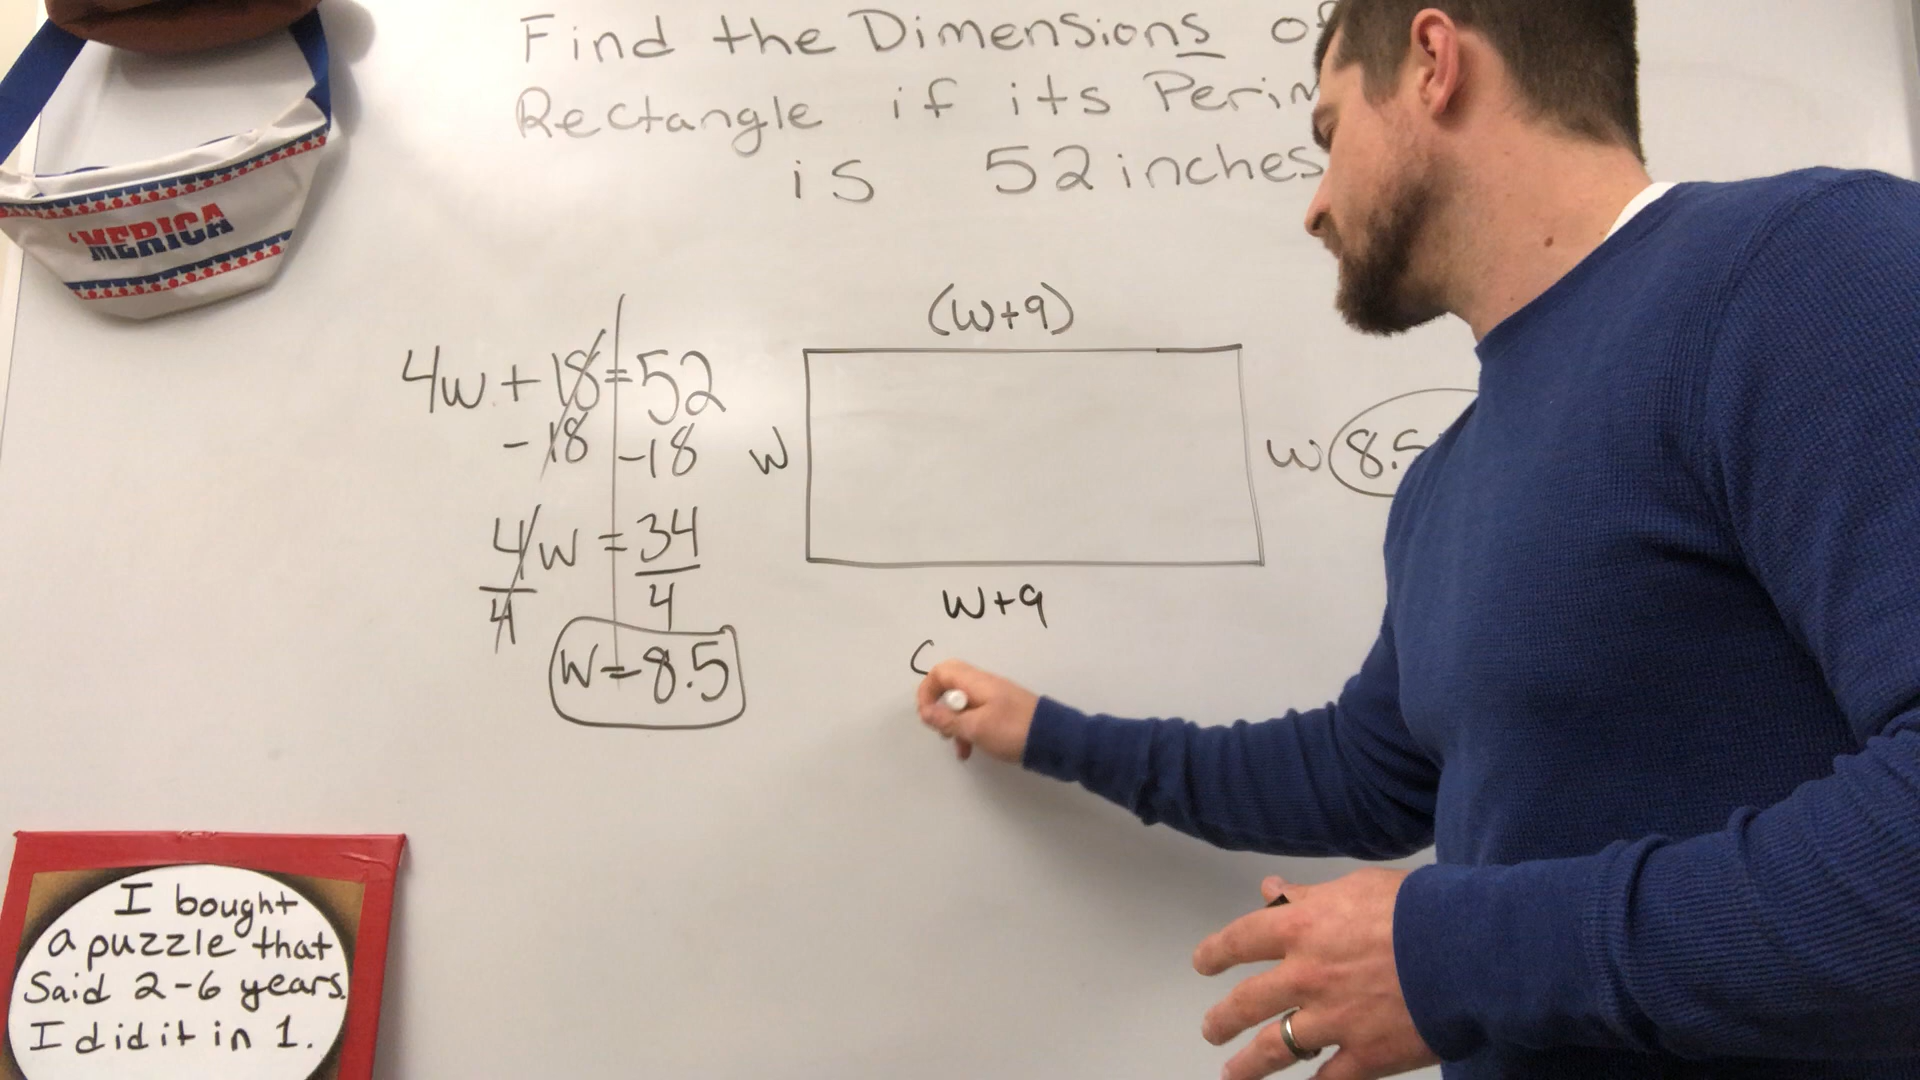 Find the Dimensions of
Rectangle if its Perim
is 52 inches
'MERICA
(w+9)
4w+18=52
-18 -18
w
w 8.5
4w=34
4 4
w+9
w=8.5
I bought
a puzzle that
Said 2-6 years.
I did it in 1.